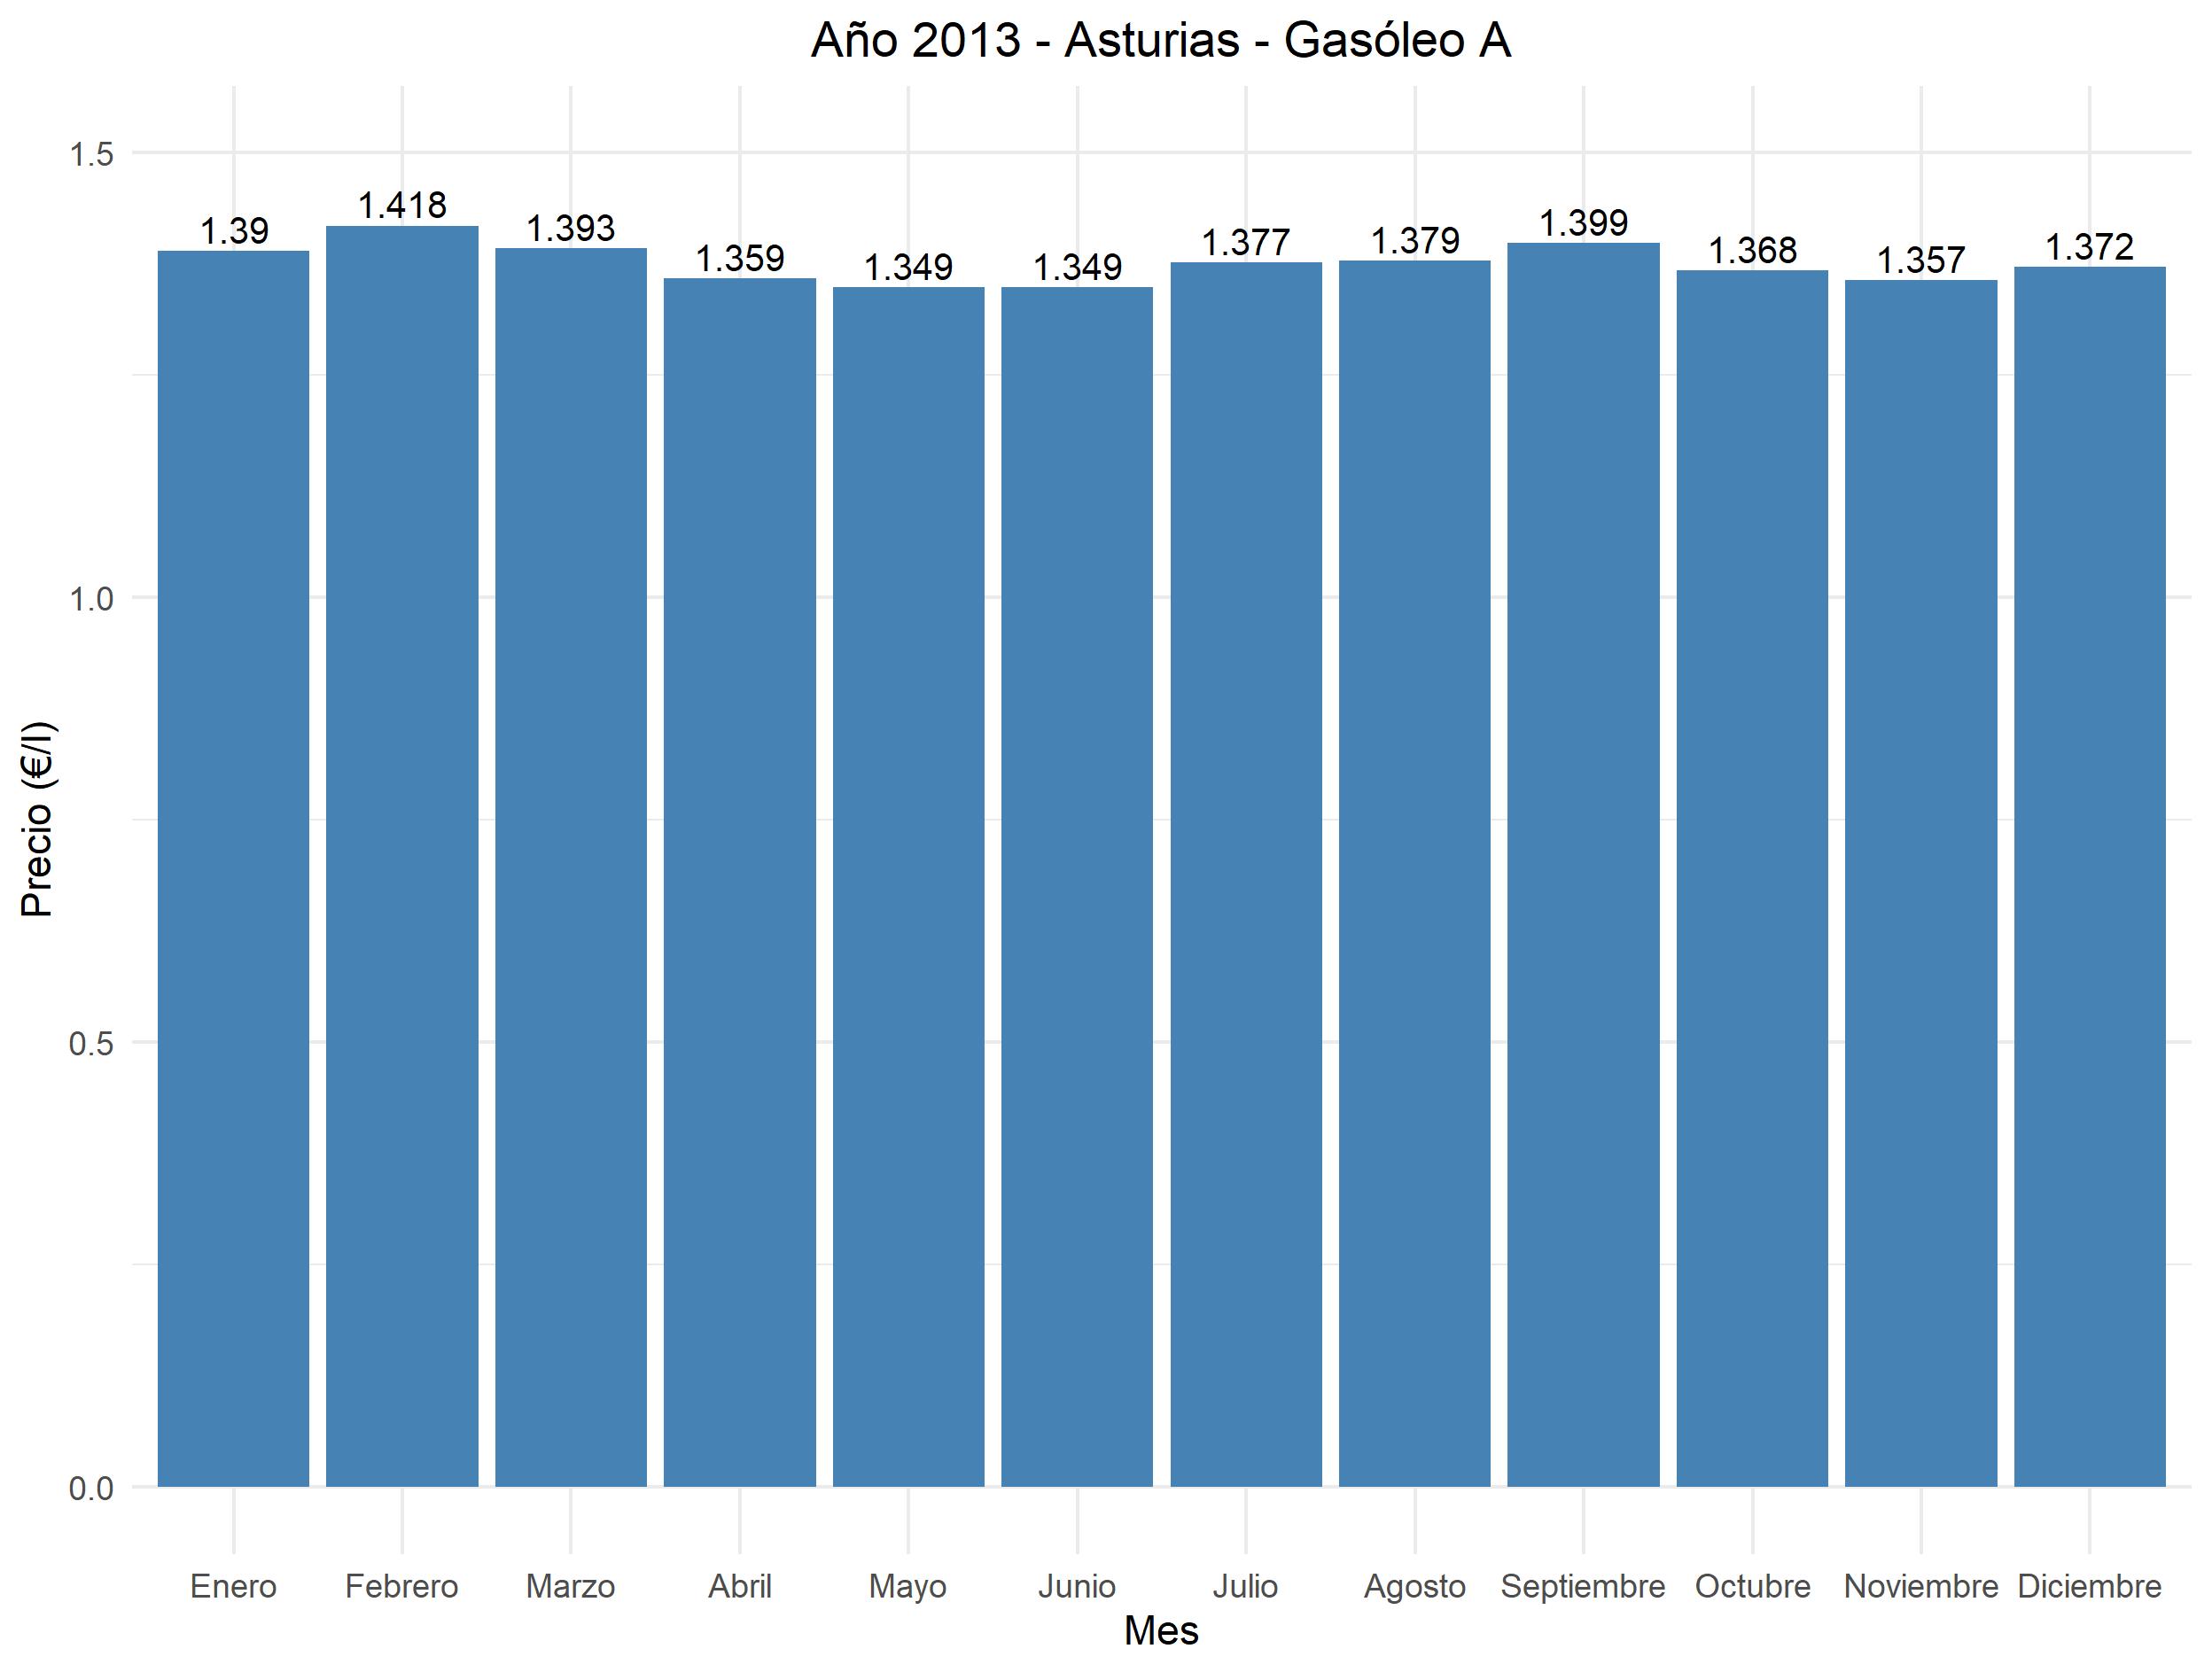 Año 2013 - Asturias - Gasóleo A
Precio (€/l)
1.5
1.0
0.5
0.0
1.39
1.418
1.393
1.359
1.349
1.349
1.377
1.379
1.399
1.368
1.357
1.372
Enero
Febrero
Marzo
Abril
Mayo
Junio
Julio
Agosto
Septiembre
Octubre
Noviembre
Diciembre
Mes